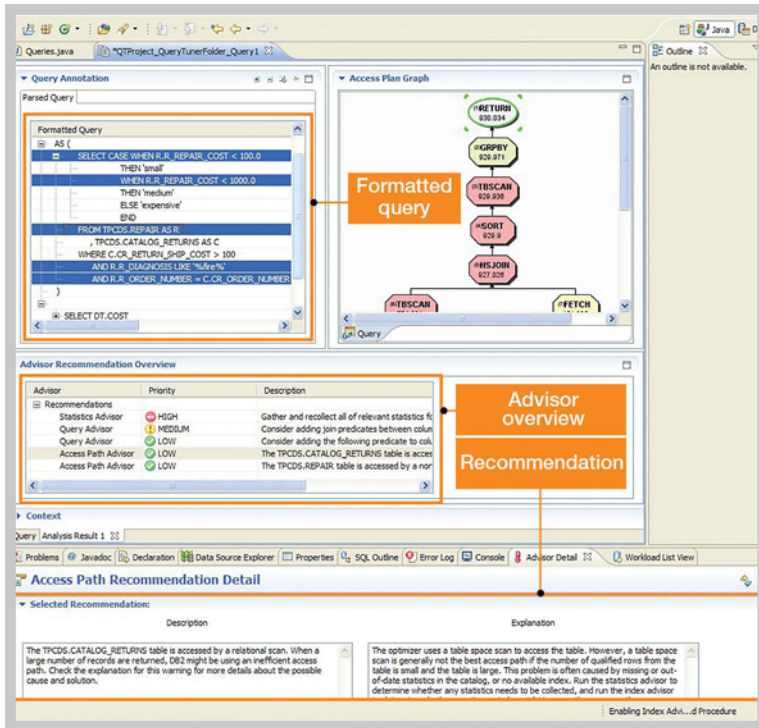 Java
Queries.java
*QTProject_QueryTunerFolder_Query1
Outline
An outline is not available.
Query Annotation
Access Plan Graph
Parsed Query
Formatted Query
AS (
SELECT CASE WHEN R.R_REPAIR_COST < 100.0
THEN 'small'
WHEN R.R_REPAIR_COST < 1000.0
THEN 'medium'
ELSE 'expensive'
END
FROM TPCDS.REPAIR AS R
, TPCDS.CATALOG_RETURNS AS C
WHERE C.CR_RETURN_SHIP_COST > 100
AND R.R_DIAGNOSIS LIKE '%fire%'
AND R.R_ORDER_NUMBER = C.CR_ORDER_NUMBER
)
SELECT DT.COST
Formatted
query
RETURN
930.034
GRPBY
929.971
TBSCAN
929.936
SORT
929.9
HSJOIN
927.026
TBSCAN
FETCH
Query
Advisor Recommendation Overview
Advisor Priority Description
Recommendations
Statistics Advisor HIGH Gather and recollect all of relevant statistics fo
Query Advisor MEDIUM Consider adding join predicates between colum
Query Advisor LOW Consider adding the following predicate to colu
Access Path Advisor LOW The TPCDS.CATALOG_RETURNS table is acces
Access Path Advisor LOW The TPCDS.REPAIR table is accessed by a nor
Advisor
overview
Recommendation
Context
Query Analysis Result 1
Problems Javadoc Declaration Data Source Explorer Properties SQL Outline Error Log Console Advisor Detail Workload List View
Access Path Recommendation Detail
Selected Recommendation:
Description
Explanation
The TPCDS.CATALOG_RETURNS table is accessed by a relational scan. When a
large number of records are returned, DB2 might be using an inefficient access
path. Check the explanation for this warning for more details about the possible
cause and solution.
The optimizer uses a table space scan to access the table. However, a table space
scan is generally not the best access path if the number of qualified rows from the
table is small and the table is large. This problem is often caused by missing or out-
of-date statistics in the catalog, or no available index. Run the statistics advisor to
determine whether any statistics needs to be collected, and run the index advisor
Enabling Index Advi...d Procedure